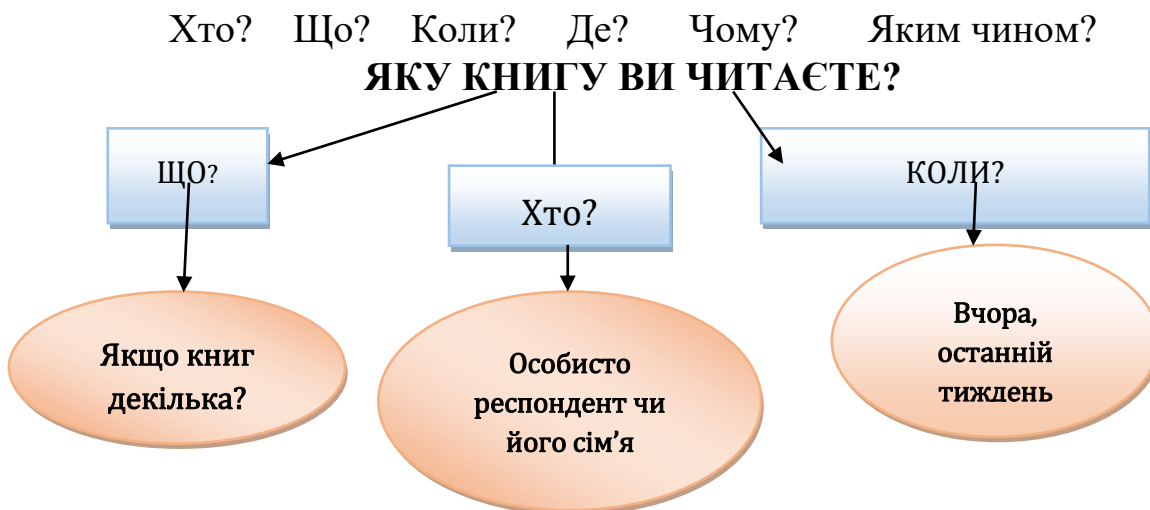 Хто? Що? Коли? Де? Чому? Яким чином?
ЯКУ КНИГУ ВИ ЧИТАЄТЕ?
ЩО?
Хто?
КОЛИ?
Якщо книг
декілька?
Особисто
респондент чи
його сім’я
Вчора,
останній
тиждень